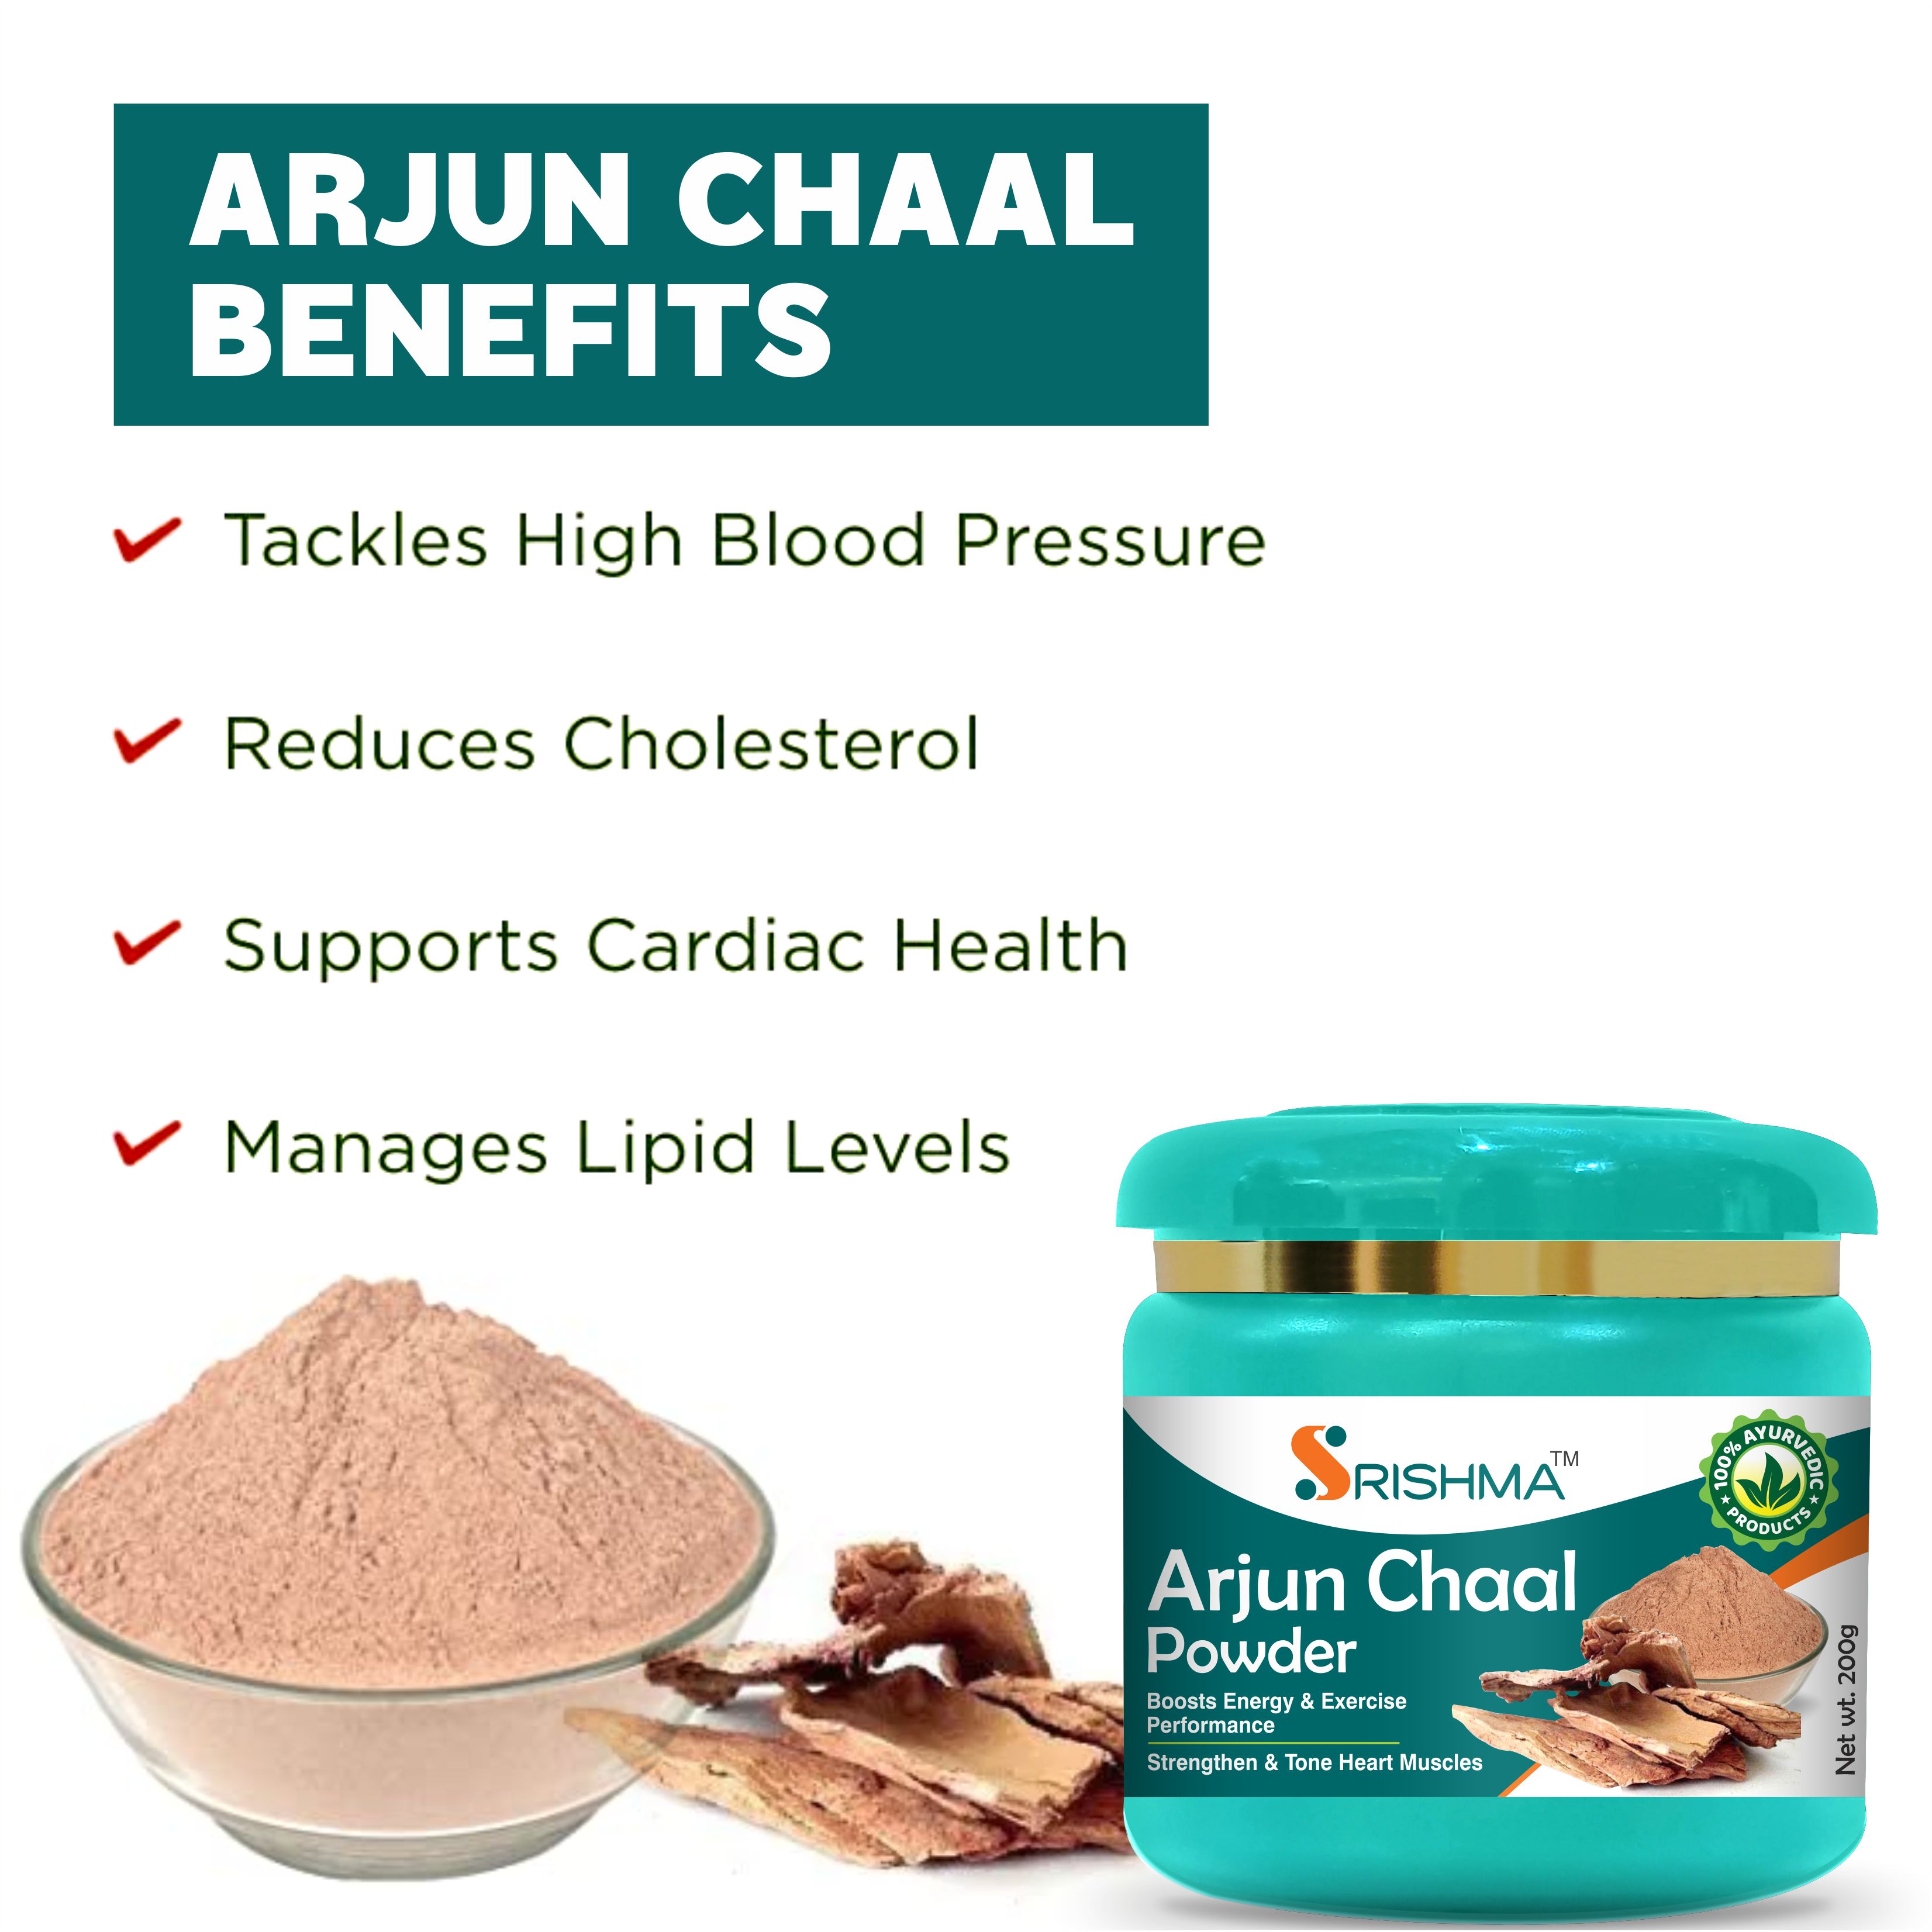 ARJUN CHAAL
BENEFITS
Tackles High Blood Pressure
Reduces Cholesterol
Supports Cardiac Health
Manages Lipid Levels
SRISHMA™
100% AYURVEDIC
PRODUCTS
Arjun Chaal
Powder
Boosts Energy & Exercise
Performance
Strengthen & Tone Heart Muscles
Net wt. 200g